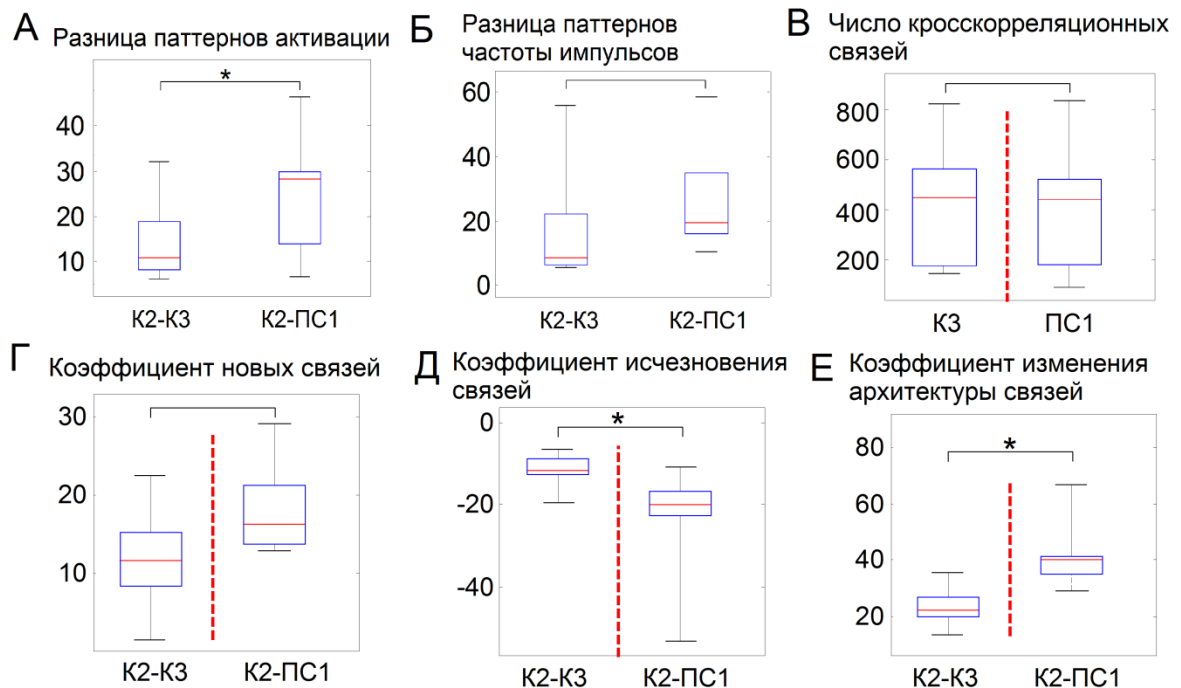 А Разница паттернов активации
*
40
30
20
10
К2-К3 К2-ПС1
Б Разница паттернов
частоты импульсов
60
40
20
0
К2-К3 К2-ПС1
В Число кросскорреляционных
связей
800
600
400
200
К3 ПС1
Г Коэффициент новых связей
30
20
10
К2-К3 К2-ПС1
Д Коэффициент исчезновения
связей
-0
*
-20
-40
К2-К3 К2-ПС1
Е Коэффициент изменения
архитектуры связей
80
*
60
40
20
К2-К3 К2-ПС1